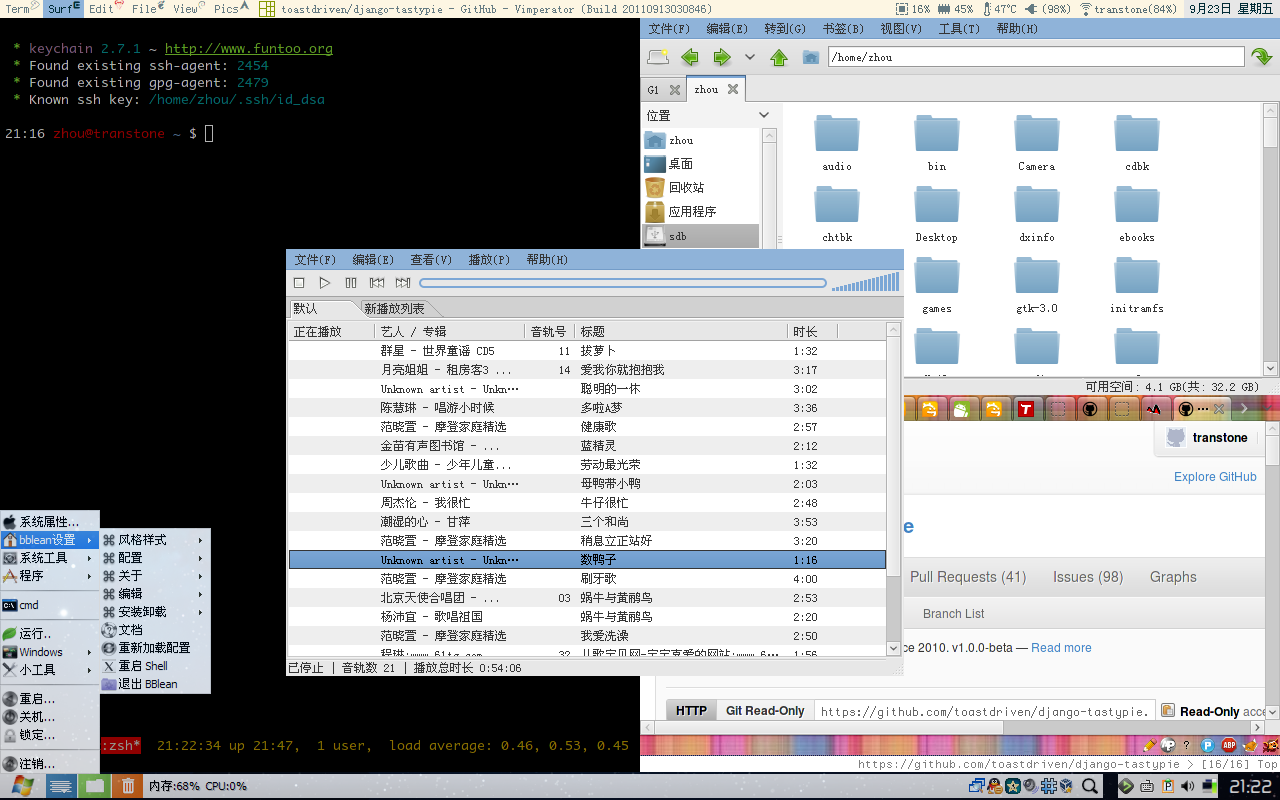 Term Surf Edit File View Pics toastdriven/django-tastypie - GitHub - Vimperator (Build 20110913030846) 16% 45% 47℃ (98%) transtone(84%) 9月23日 星期五
* keychain 2.7.1 ~ http://www.funtoo.org
* Found existing ssh-agent: 2454
* Found existing gpg-agent: 2479
* Known ssh key: /home/zhou/.ssh/id_dsa
21:16 zhou@transtone ~ $
文件(F) 编辑(E) 转到(G) 书签(B) 视图(V) 工具(T) 帮助(H)
/home/zhou
G1 zhou
位置
zhou
桌面
回收站
应用程序
sdb
audio bin Camera cdbk
chtbk Desktop dxinfo ebooks
games gtk-3.0 initramfs
可用空间: 4.1 GB(共: 32.2 GB)
文件(F) 编辑(E) 查看(V) 播放(P) 帮助(H)
默认 新播放列表
正在播放 艺人 / 专辑 音轨号 标题 时长
群星 - 世界童谣 CD5 11 拔萝卜 1:32
月亮姐姐 - 租房客3 ... 14 爱我你就抱抱我 3:17
Unknown artist - Unkn… 聪明的一休 3:02
陈慧琳 - 唱游小时候 多啦A梦 3:36
范晓萱 - 摩登家庭精选 健康歌 2:57
金苗有声图书馆 - ... 蓝精灵 2:12
少儿歌曲 - 少年儿童... 劳动最光荣 1:32
Unknown artist - Unkn… 母鸭带小鸭 2:03
周杰伦 - 我很忙 牛仔很忙 2:48
潮湿的心 - 甘萍 三个和尚 3:53
范晓萱 - 摩登家庭精选 稍息立正站好 3:20
Unknown artist - Unkn… 数鸭子 1:16
范晓萱 - 摩登家庭精选 刷牙歌 4:00
北京天使合唱团 - ... 03 蜗牛与黄鹂鸟 2:53
杨沛宜 - 歌唱祖国 蜗牛与黄鹂鸟 2:20
范晓萱 - 摩登家庭精选 我爱洗澡 2:50
已停止 | 音轨数 21 | 播放总时长 0:54:06
transtone
Explore GitHub
e
Pull Requests (41) Issues (98) Graphs
Branch List
ce 2010. v1.0.0-beta — Read more
HTTP Git Read-Only https://github.com/toastdriven/django-tastypie. Read-Only acce
https://github.com/toastdriven/django-tastypie > [16/16] Top
系统属性...
bblean设置
系统工具
程序
cmd
运行..
Windows
小工具
重启...
关机...
锁定...
注销...
风格样式
配置
关于
编辑
安装卸载
文档
重新加载配置
重启 Shell
退出 BBlean
:zsh* 21:22:34 up 21:47, 1 user, load average: 0.46, 0.53, 0.45
内存:68% CPU:0% 21:22